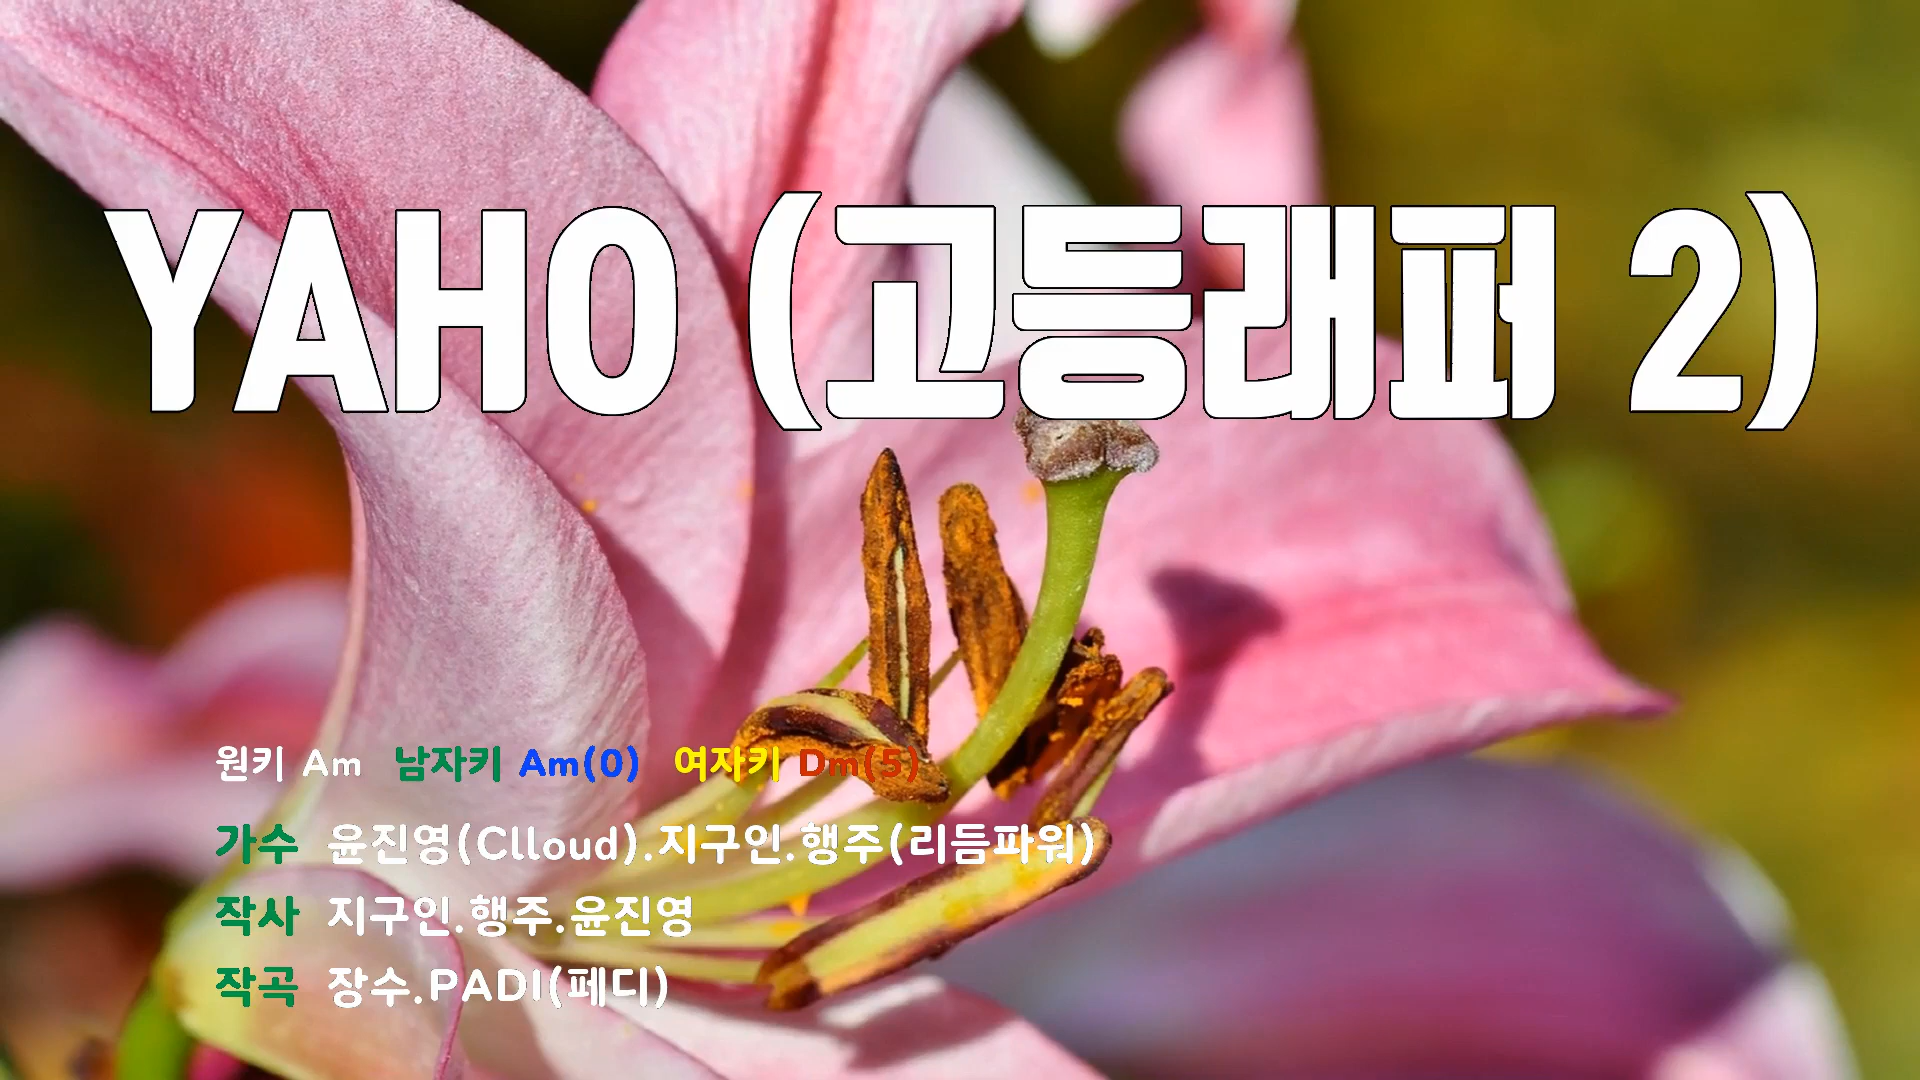 YAHO (고등래퍼 2)
원키 Am 남자키 Am(0) 여자키 Dm(5)
가수 윤진영(Clloud).지구인.행주(리듬파워)
작사 지구인.행주.윤진영
작곡 장수.PADI(페디)